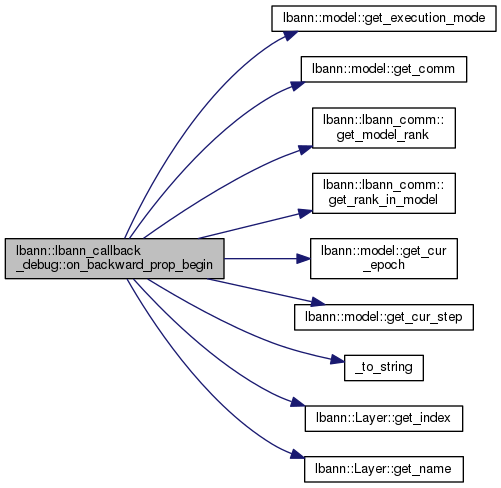 lbann::model::get_execution_mode
lbann::model::get_comm
lbann::lbann_comm::
get_model_rank
lbann::lbann_comm::
get_rank_in_model
lbann::lbann_callback
_debug::on_backward_prop_begin
lbann::model::get_cur
_epoch
lbann::model::get_cur_step
_to_string
lbann::Layer::get_index
lbann::Layer::get_name